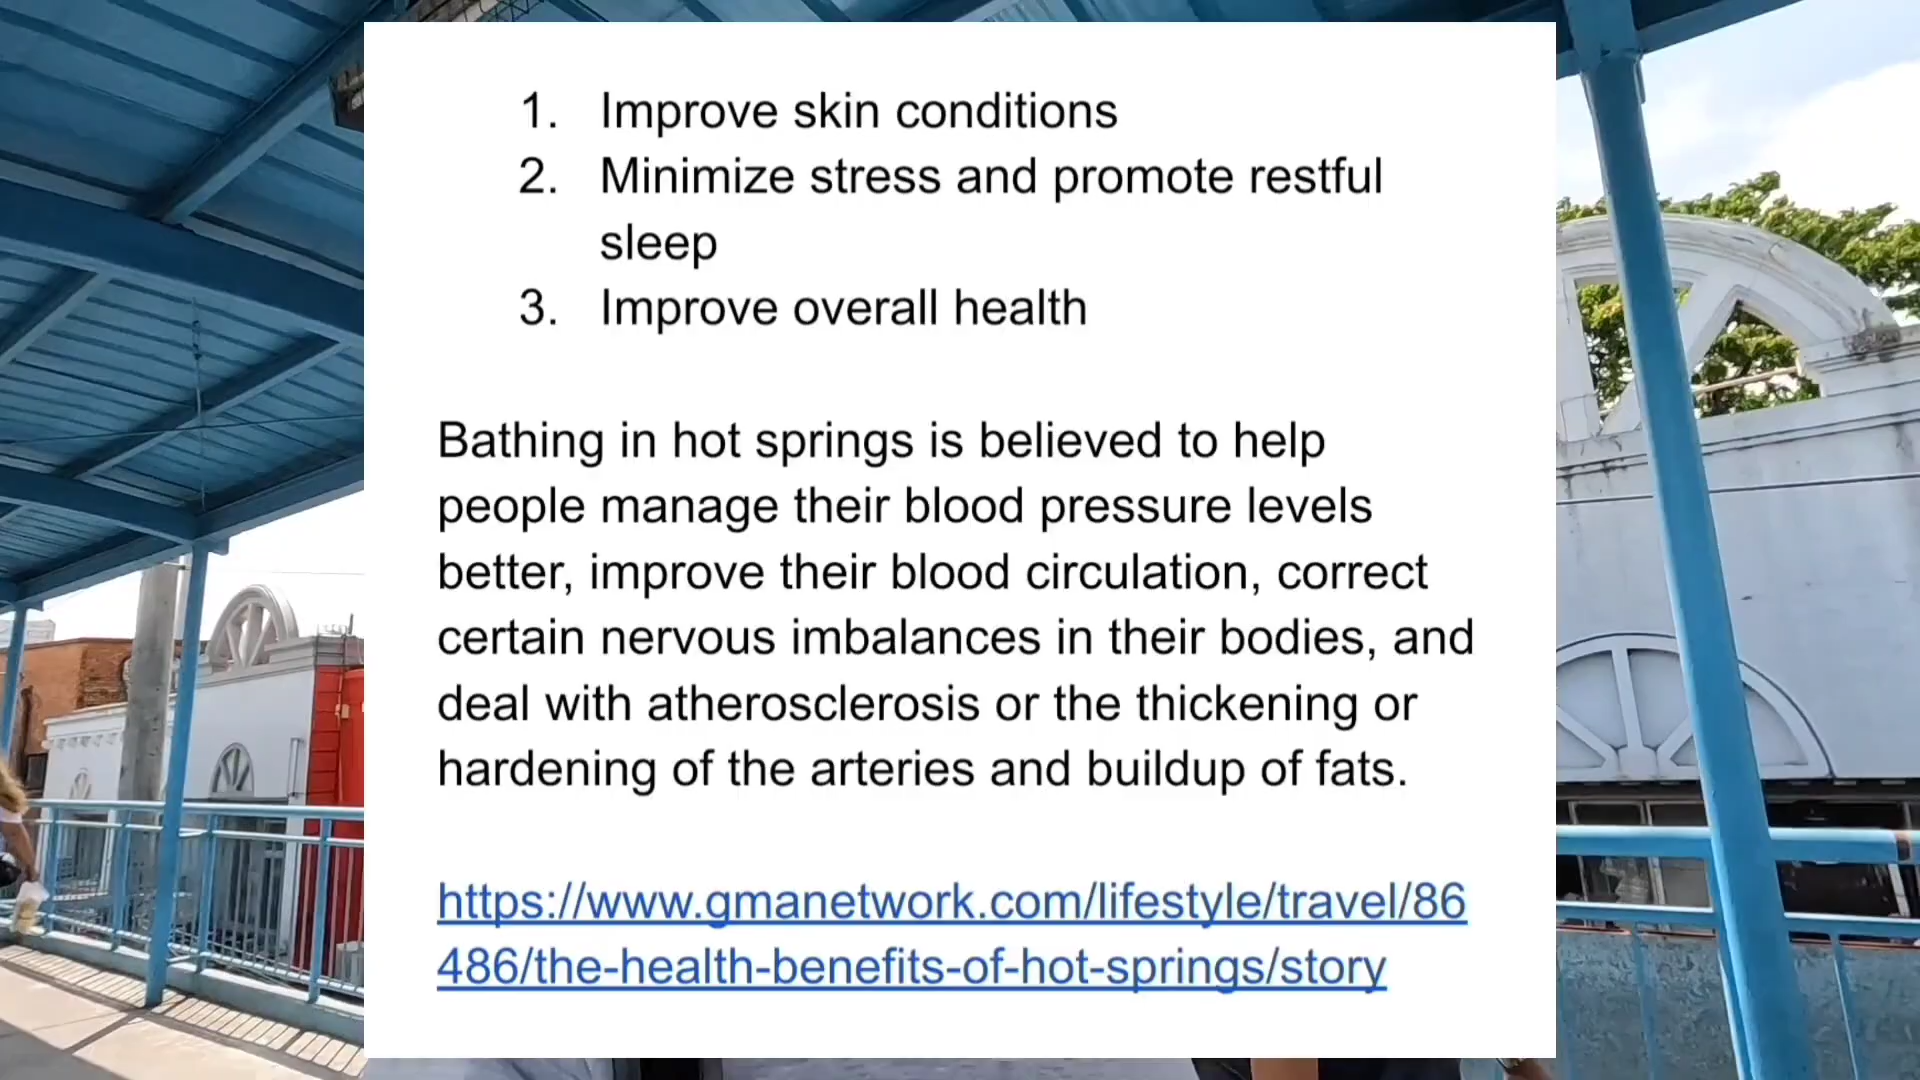 1. Improve skin conditions
2. Minimize stress and promote restful
sleep
3. Improve overall health
Bathing in hot springs is believed to help
people manage their blood pressure levels
better, improve their blood circulation, correct
certain nervous imbalances in their bodies, and
deal with atherosclerosis or the thickening or
hardening of the arteries and buildup of fats.
https://www.gmanetwork.com/lifestyle/travel/86
486/the-health-benefits-of-hot-springs/story